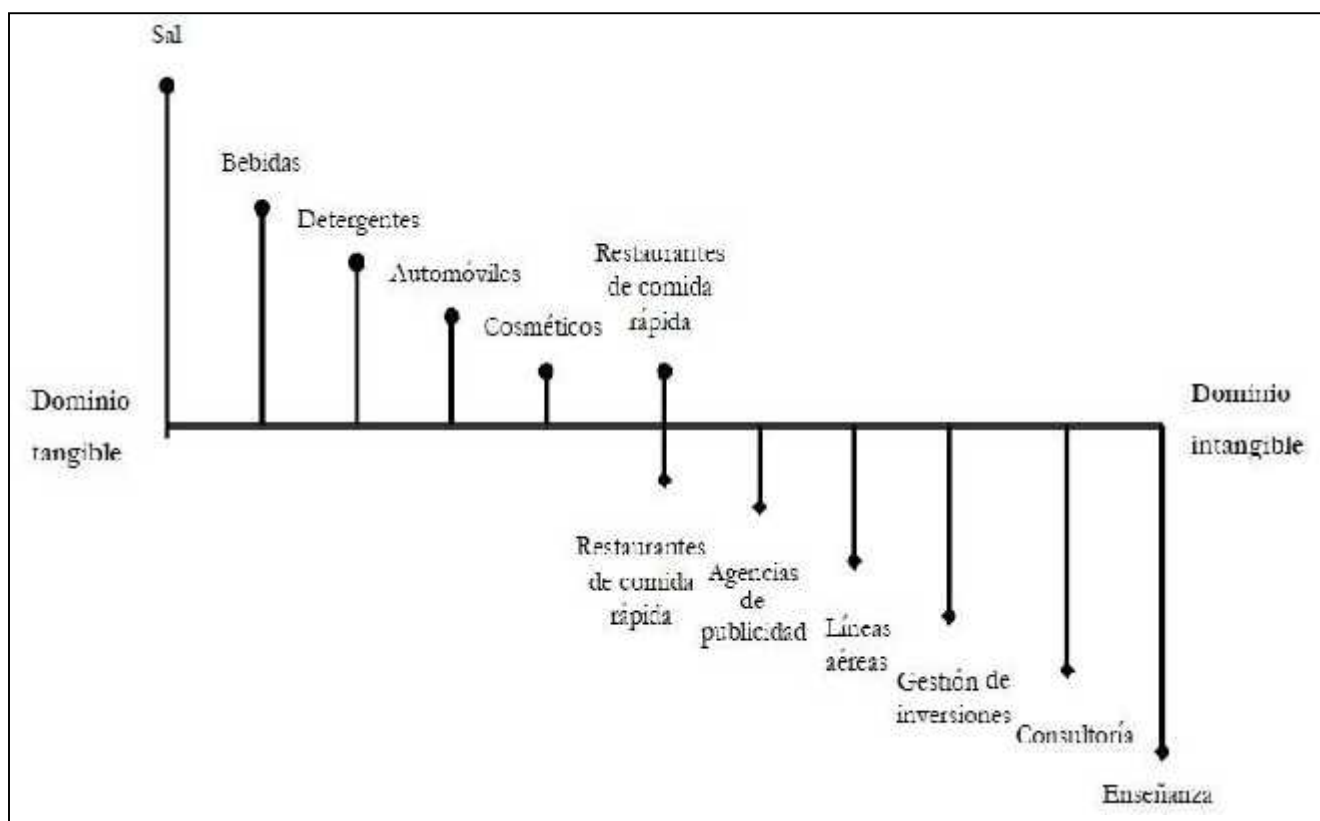 Sal
Bebidas
Detergentes
Automóviles
Cosméticos
Restaurantes
de comida
rápida
Dominio
tangible
Dominio
intangible
Restaurantes
de comida
rápida
Agencias
de
publicidad
Líneas
aéreas
Gestión de
inversiones
Consultoría
Enseñanza